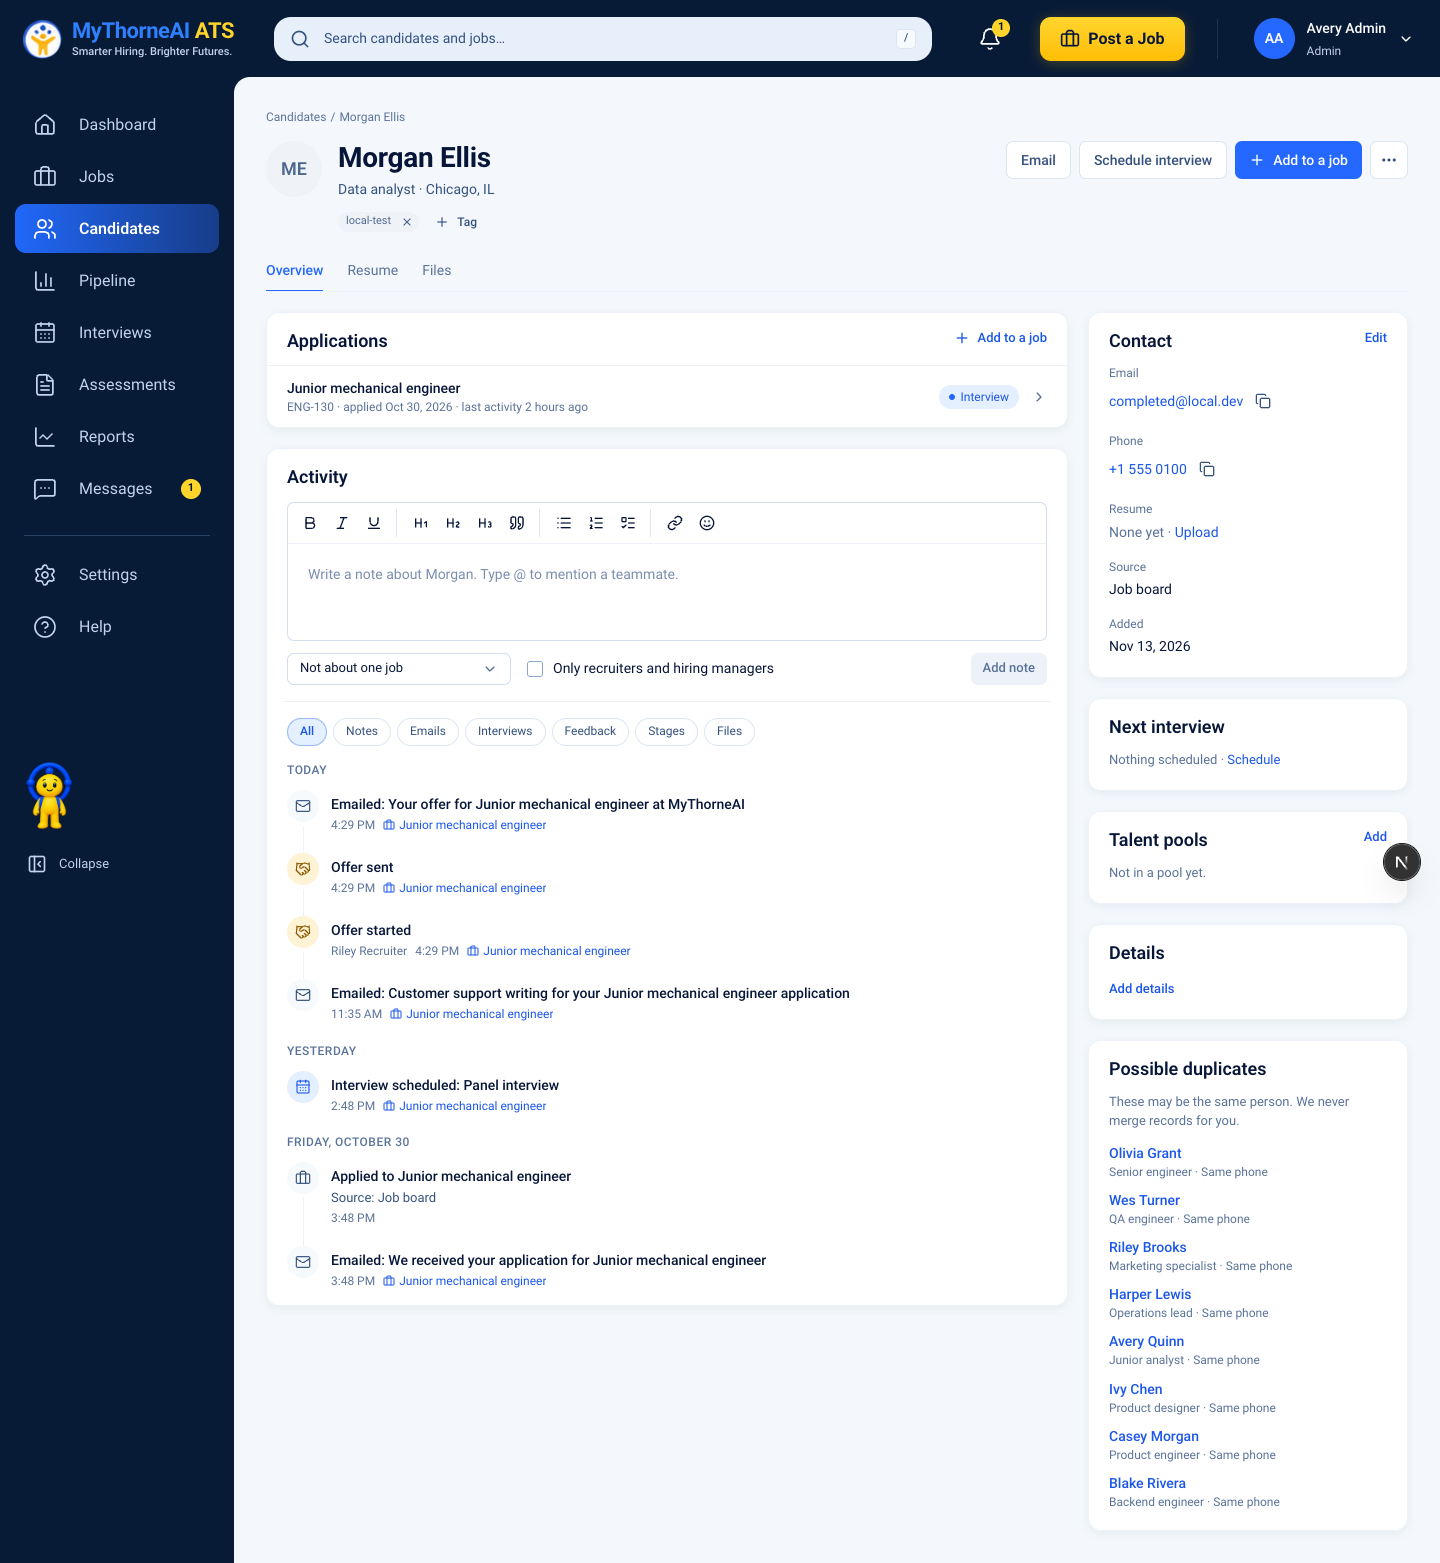 MyThorneAI ATS
Smarter Hiring. Brighter Futures.
Search candidates and jobs…
/
1
Post a Job
AA
Avery Admin
Admin
Dashboard
Jobs
Candidates
Pipeline
Interviews
Assessments
Reports
Messages
1
Settings
Help
Collapse
Candidates / Morgan Ellis
ME
Morgan Ellis
Data analyst · Chicago, IL
local-test
Tag
Email
Schedule interview
Add to a job
Overview
Resume
Files
Applications
Add to a job
Junior mechanical engineer
ENG-130 · applied Oct 30, 2026 · last activity 2 hours ago
Interview
Activity
B I U H1 H2 H3
Write a note about Morgan. Type @ to mention a teammate.
Not about one job
Only recruiters and hiring managers
Add note
All
Notes
Emails
Interviews
Feedback
Stages
Files
TODAY
Emailed: Your offer for Junior mechanical engineer at MyThorneAI
4:29 PM Junior mechanical engineer
Offer sent
4:29 PM Junior mechanical engineer
Offer started
Riley Recruiter 4:29 PM Junior mechanical engineer
Emailed: Customer support writing for your Junior mechanical engineer application
11:35 AM Junior mechanical engineer
YESTERDAY
Interview scheduled: Panel interview
2:48 PM Junior mechanical engineer
FRIDAY, OCTOBER 30
Applied to Junior mechanical engineer
Source: Job board
3:48 PM
Emailed: We received your application for Junior mechanical engineer
3:48 PM Junior mechanical engineer
Contact
Edit
Email
completed@local.dev
Phone
+1 555 0100
Resume
None yet · Upload
Source
Job board
Added
Nov 13, 2026
Next interview
Nothing scheduled · Schedule
Talent pools
Add
Not in a pool yet.
N
Details
Add details
Possible duplicates
These may be the same person. We never
merge records for you.
Olivia Grant
Senior engineer · Same phone
Wes Turner
QA engineer · Same phone
Riley Brooks
Marketing specialist · Same phone
Harper Lewis
Operations lead · Same phone
Avery Quinn
Junior analyst · Same phone
Ivy Chen
Product designer · Same phone
Casey Morgan
Product engineer · Same phone
Blake Rivera
Backend engineer · Same phone